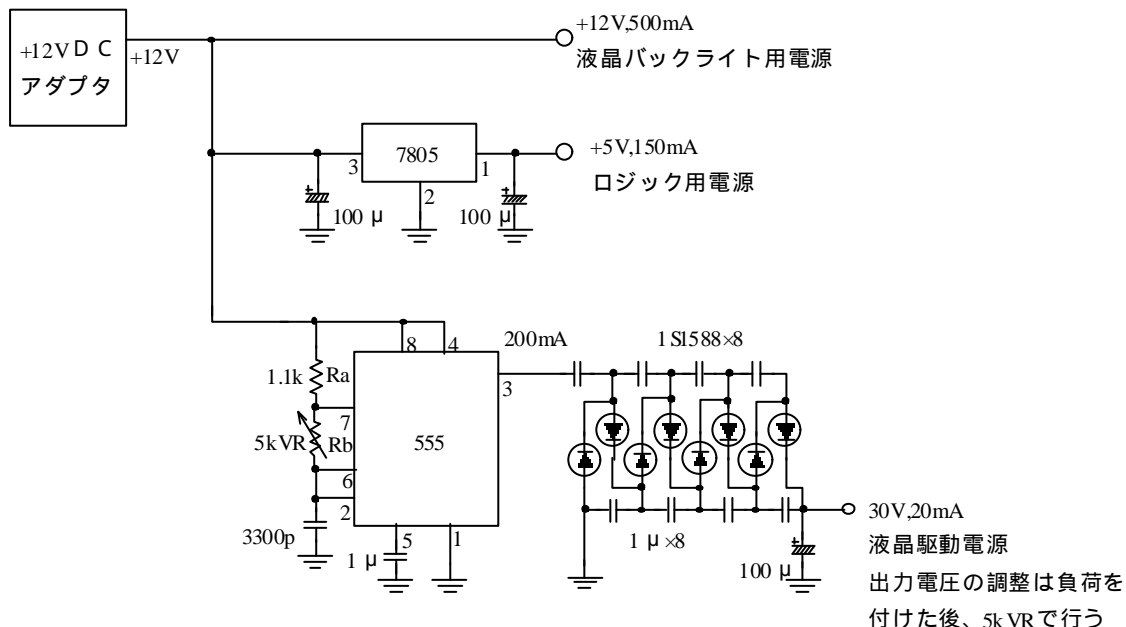 +12V D C
アダプタ
+12V
+12V,500mA
液晶バックライト用電源
7805
3
1
2
+5V,150mA
ロジック用電源
100 μ
100 μ
8
4
200mA
1S1588×8
1.1k
Ra
3
7
5k VR
Rb
555
6
2
3300p
5
1
1 μ
1 μ×8
30V,20mA
液晶駆動電源
100 μ
出力電圧の調整は負荷を
付けた後、5k VRで行う